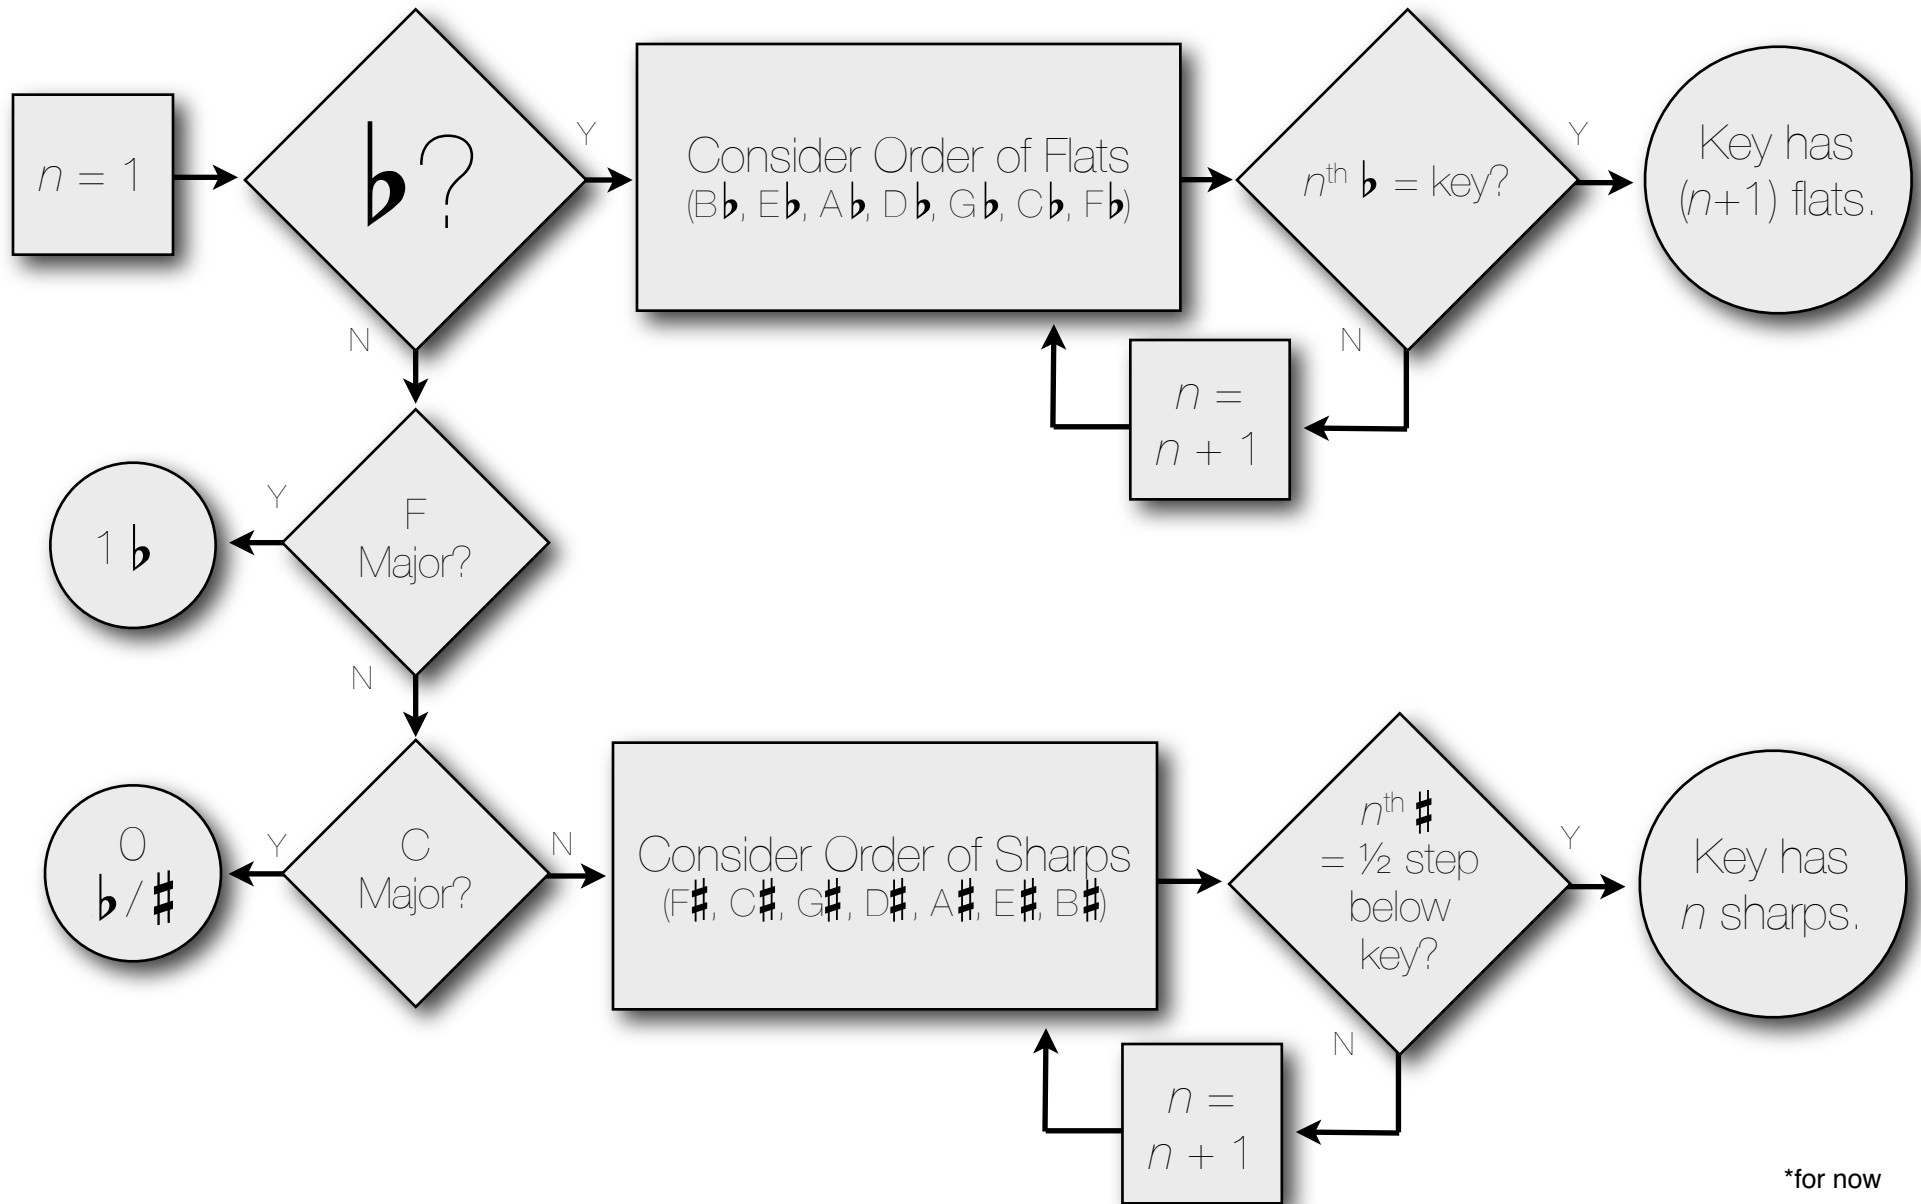 n = 1
♭?
Y
N
Consider Order of Flats
(B♭, E♭, A♭, D♭, G♭, C♭, F♭)
nth ♭ = key?
Y
N
Key has
(n+1) flats.
n =
n + 1
F
Major?
Y
N
1 ♭
C
Major?
Y
N
0
♭/♯
Consider Order of Sharps
(F♯, C♯, G♯, D♯, A♯, E♯, B♯)
nth ♯
= ½ step
below
key?
Y
N
Key has
n sharps.
n =
n + 1
*for now